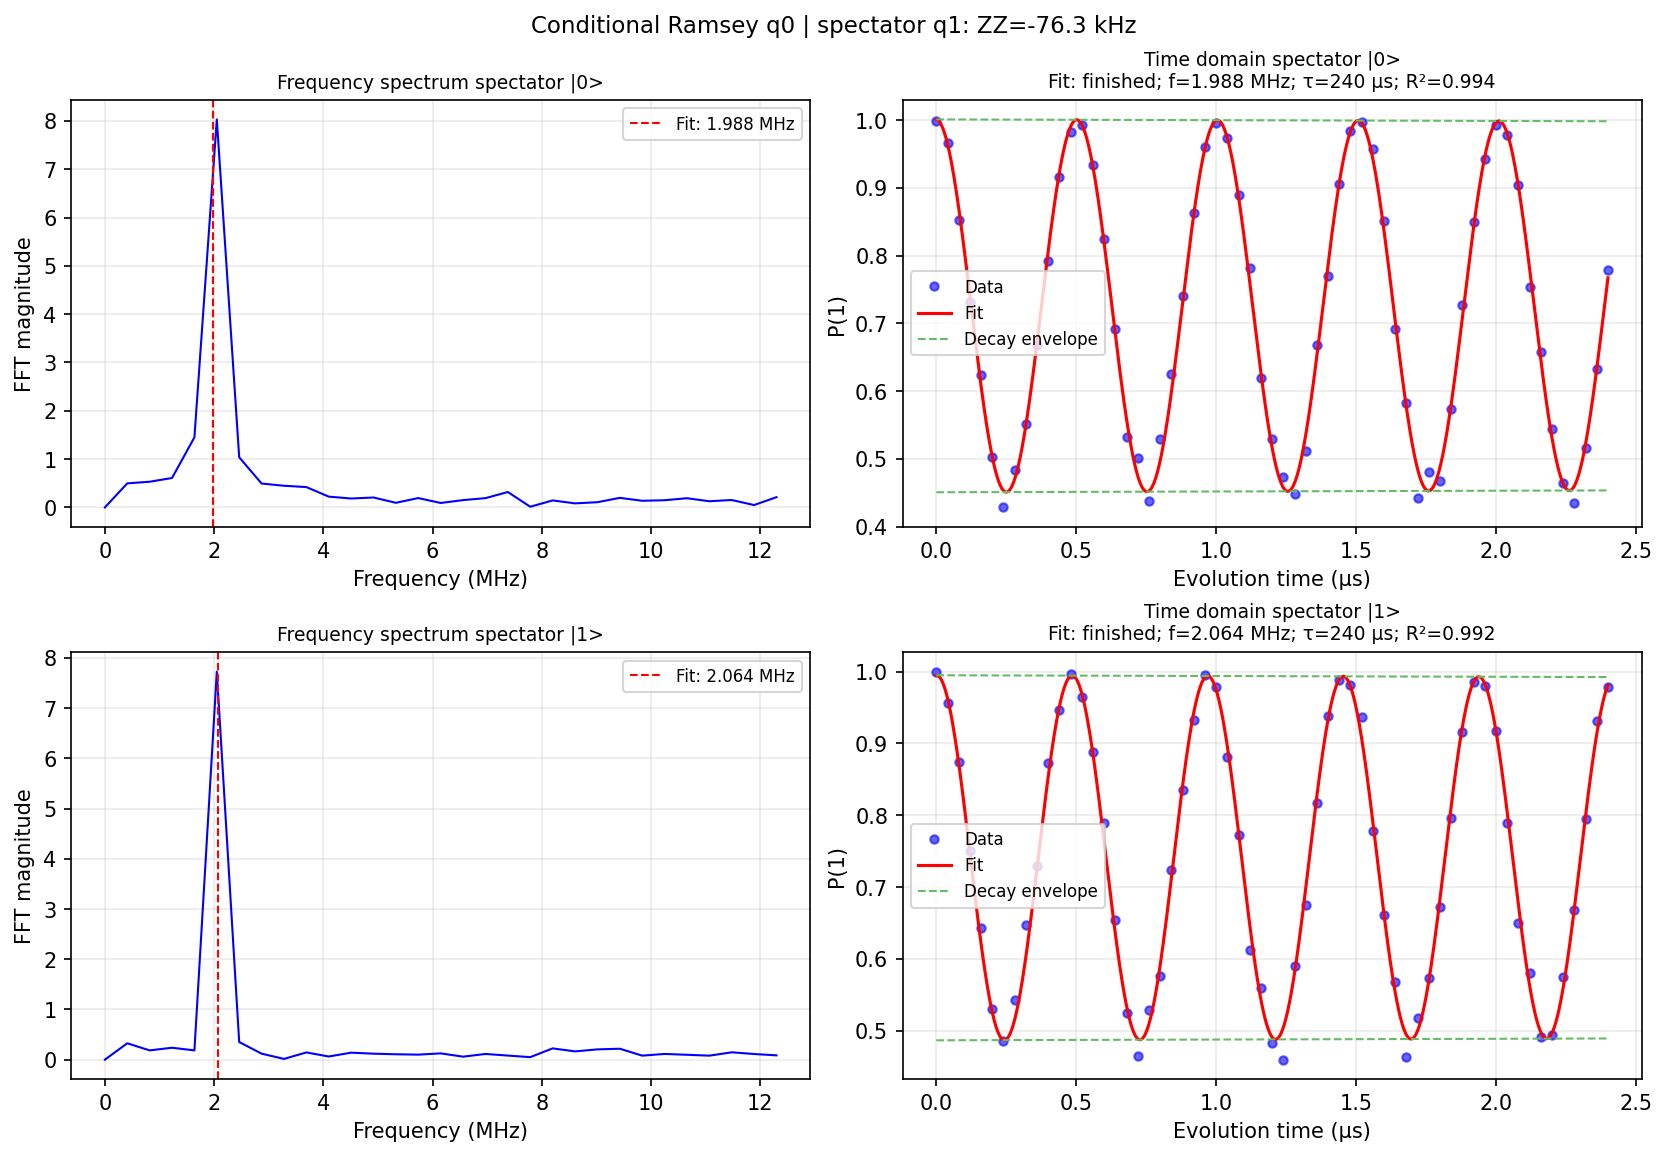 Conditional Ramsey q0 | spectator q1: ZZ=-76.3 kHz
Frequency spectrum spectator |0>
8
7
6
5
4
3
2
1
0
FFT magnitude
Fit: 1.988 MHz
0 2 4 6 8 10 12
Frequency (MHz)
Time domain spectator |0>
Fit: finished; f=1.988 MHz; τ=240 µs; R²=0.994
1.0
0.9
0.8
0.7
0.6
0.5
0.4
P(1)
Data
Fit
Decay envelope
0.0 0.5 1.0 1.5 2.0 2.5
Evolution time (µs)
Frequency spectrum spectator |1>
8
7
6
5
4
3
2
1
0
FFT magnitude
Fit: 2.064 MHz
0 2 4 6 8 10 12
Frequency (MHz)
Time domain spectator |1>
Fit: finished; f=2.064 MHz; τ=240 µs; R²=0.992
1.0
0.9
0.8
0.7
0.6
0.5
P(1)
Data
Fit
Decay envelope
0.0 0.5 1.0 1.5 2.0 2.5
Evolution time (µs)